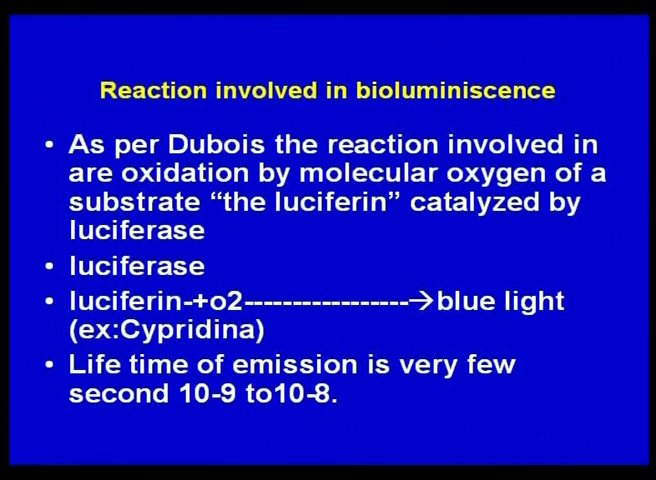 Reaction involved in bioluminiscence
• As per Dubois the reaction involved in
are oxidation by molecular oxygen of a
substrate “the luciferin” catalyzed by
luciferase
• luciferase
• luciferin-+o2-----------------→blue light
(ex:Cypridina)
• Life time of emission is very few
second 10-9 to10-8.